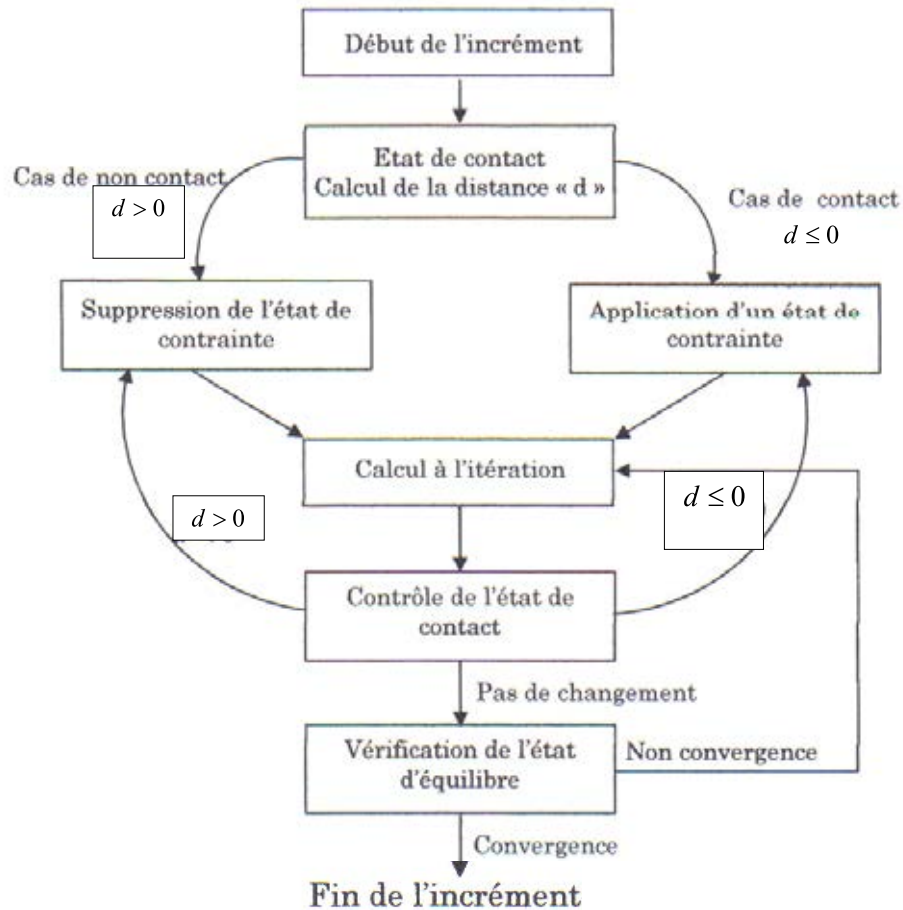 Début de l'incrément
Etat de contact
Calcul de la distance « d »
Cas de non contact
d > 0
Cas de contact
d ≤ 0
Suppression de l'état de
contrainte
Application d'un état de
contrainte
Calcul à l'itération
d > 0
d ≤ 0
Contrôle de l'état de
contact
Pas de changement
Vérification de l'état
d'équilibre
Non convergence
Convergence
Fin de l'incrément